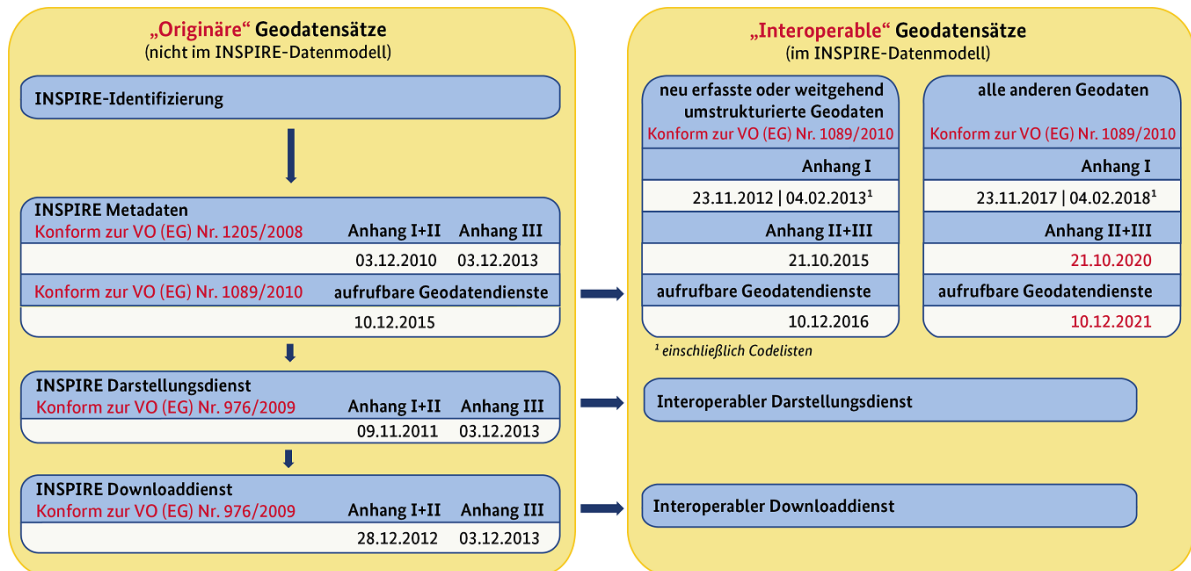 „Originäre“ Geodatensätze
(nicht im INSPIRE-Datenmodell)
INSPIRE-Identifizierung
INSPIRE Metadaten
Konform zur VO (EG) Nr. 1205/2008 Anhang I+II Anhang III
03.12.2010 03.12.2013
Konform zur VO (EG) Nr. 1089/2010 aufrufbare Geodatendienste
10.12.2015
INSPIRE Darstellungsdienst
Konform zur VO (EG) Nr. 976/2009 Anhang I+II Anhang III
09.11.2011 03.12.2013
INSPIRE Downloaddienst
Konform zur VO (EG) Nr. 976/2009 Anhang I+II Anhang III
28.12.2012 03.12.2013
„Interoperable“ Geodatensätze
(im INSPIRE-Datenmodell)
neu erfasste oder weitgehend
umstrukturierte Geodaten
Konform zur VO (EG) Nr. 1089/2010
Anhang I
23.11.2012 | 04.02.2013¹
Anhang II+III
21.10.2015
aufrufbare Geodatendienste
10.12.2016
¹ einschließlich Codelisten
alle anderen Geodaten
Konform zur VO (EG) Nr. 1089/2010
Anhang I
23.11.2017 | 04.02.2018¹
Anhang II+III
21.10.2020
aufrufbare Geodatendienste
10.12.2021
Interoperabler Darstellungsdienst
Interoperabler Downloaddienst